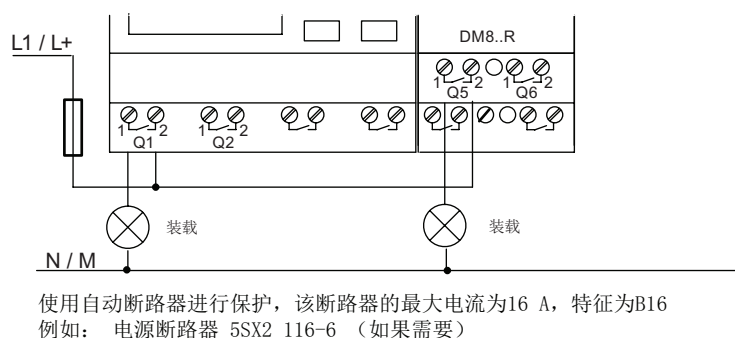 L1 / L+
DM8..R
1 2 1 2
Q5 Q6
1 2 1 2
Q1 Q2
装载 装载
N / M
使用自动断路器进行保护，该断路器的最大电流为16 A，特征为B16
例如： 电源断路器 5SX2 116-6 （如果需要）